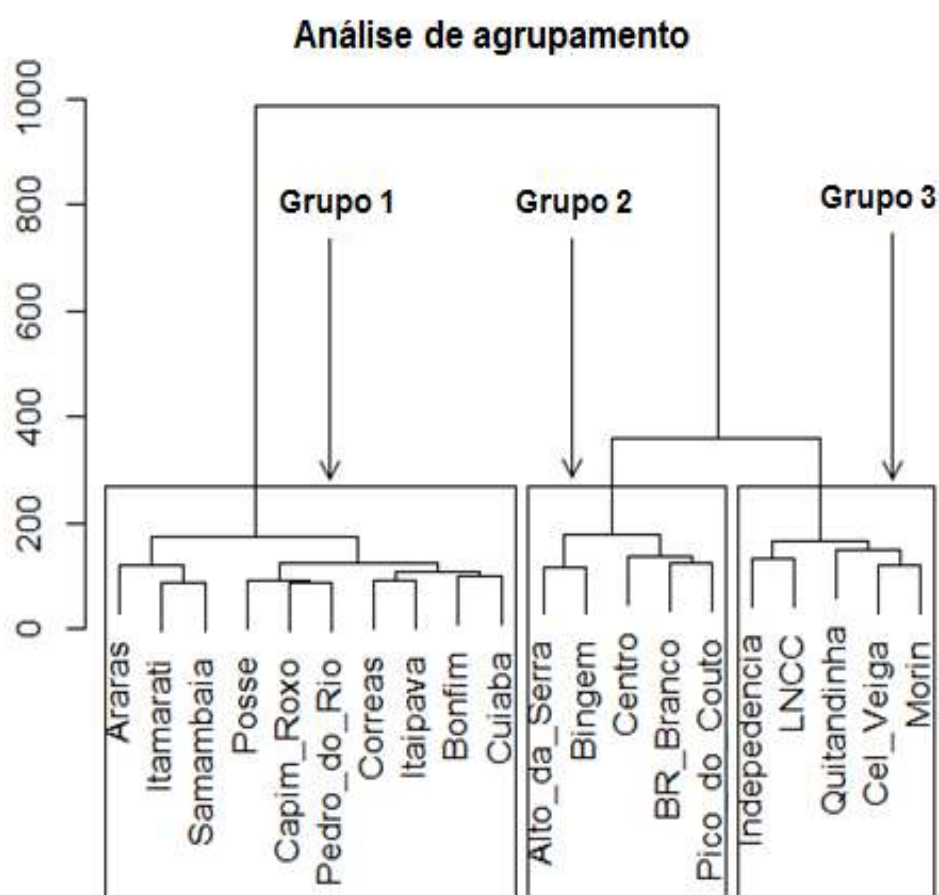 Análise de agrupamento
1000
800
600
400
200
0
Grupo 1
Grupo 2
Grupo 3
Araras
Itamarati
Samambaia
Posse
Capim_Roxo
Pedro_do_Rio
Correas
Itaipava
Bonfim
Cuiaba
Alto_da_Serra
Bingem
Centro
BR_Branco
Pico_do_Couto
Indepedencia
LNCC
Quitandinha
Cel_Veiga
Morin